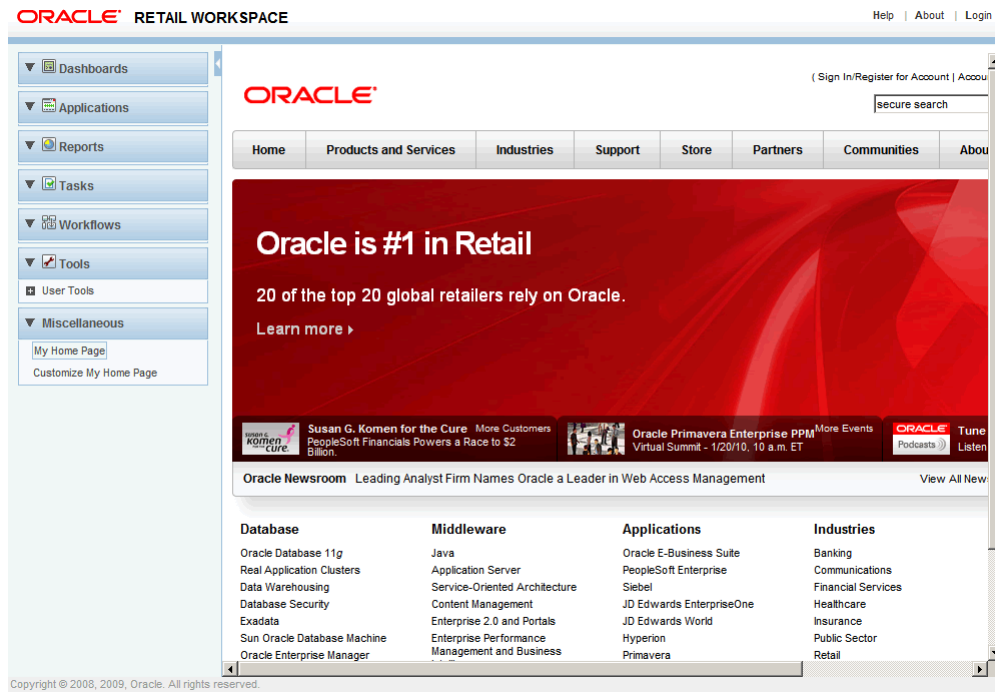 ORACLE RETAIL WORKSPACE
Help | About | Login
Dashboards
Applications
Reports
Tasks
Workflows
Tools
User Tools
Miscellaneous
My Home Page
Customize My Home Page
( Sign In/Register for Account | Accou
ORACLE
secure search
Home Products and Services Industries Support Store Partners Communities Abou
Oracle is #1 in Retail
20 of the top 20 global retailers rely on Oracle.
Learn more
susan g.
komen
cure.
Susan G. Komen for the Cure More Customers
PeopleSoft Financials Powers a Race to $2
Billion.
Oracle Primavera Enterprise PPM More Events
Virtual Summit - 1/20/10, 10 a.m. ET
ORACLE
Podcasts
Tune
Listen
Oracle Newsroom Leading Analyst Firm Names Oracle a Leader in Web Access Management View All New
Database
Oracle Database 11g
Real Application Clusters
Data Warehousing
Database Security
Exadata
Sun Oracle Database Machine
Oracle Enterprise Manager
Middleware
Java
Application Server
Service-Oriented Architecture
Content Management
Enterprise 2.0 and Portals
Enterprise Performance
Management and Business
Applications
Oracle E-Business Suite
PeopleSoft Enterprise
Siebel
JD Edwards EnterpriseOne
JD Edwards World
Hyperion
Primavera
Industries
Banking
Communications
Financial Services
Healthcare
Insurance
Public Sector
Retail
Copyright © 2008, 2009, Oracle. All rights reserved.